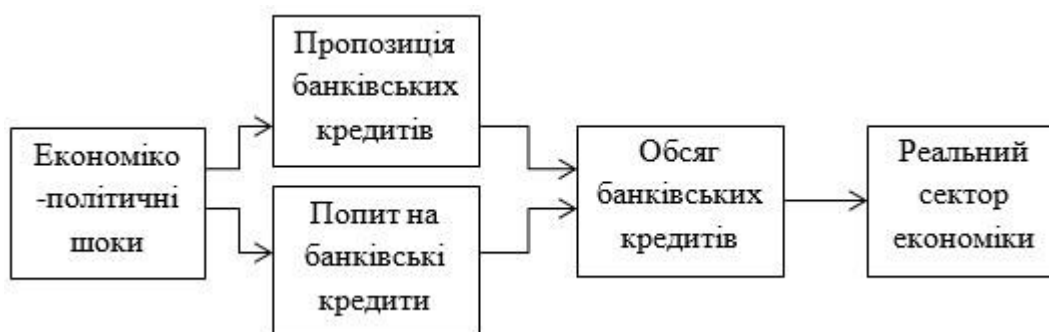 Економіко
-політичні
шоки
Пропозиція
банківських
кредитів
Попит на
банківські
кредити
Обсяг
банківських
кредитів
Реальний
сектор
економіки